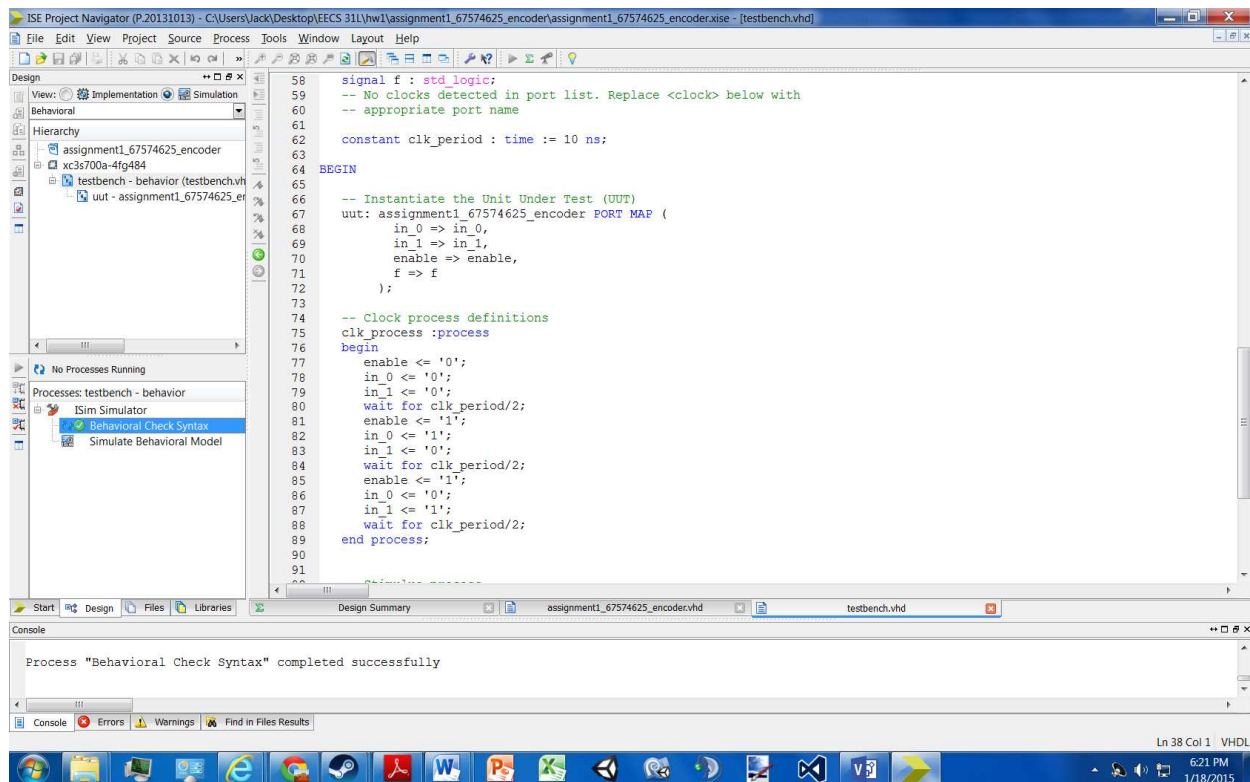 ISE Project Navigator (P.20131013) - C:\Users\Jack\Desktop\EECS 31L\hw1\assignment1_67574625_encoder\assignment1_67574625_encoder.xise - [testbench.vhd]
File Edit View Project Source Process Tools Window Layout Help
Design
View: Implementation Simulation
Behavioral
Hierarchy
assignment1_67574625_encoder
xc3s700a-4fg484
testbench - behavior (testbench.vh
uut - assignment1_67574625_er
No Processes Running
Processes: testbench - behavior
ISim Simulator
Behavioral Check Syntax
Simulate Behavioral Model
Start Design Files Libraries
58 signal f : std_logic;
59 -- No clocks detected in port list. Replace <clock> below with
60 -- appropriate port name
61
62 constant clk_period : time := 10 ns;
63
64 BEGIN
65
66 -- Instantiate the Unit Under Test (UUT)
67 uut: assignment1_67574625_encoder PORT MAP (
68 in_0 => in_0,
69 in_1 => in_1,
70 enable => enable,
71 f => f
72 );
73
74 -- Clock process definitions
75 clk_process :process
76 begin
77 enable <= '0';
78 in_0 <= '0';
79 in_1 <= '0';
80 wait for clk_period/2;
81 enable <= '1';
82 in_0 <= '1';
83 in_1 <= '0';
84 wait for clk_period/2;
85 enable <= '1';
86 in_0 <= '0';
87 in_1 <= '1';
88 wait for clk_period/2;
89 end process;
90
91
Design Summary assignment1_67574625_encoder.vhd testbench.vhd
Console
Process "Behavioral Check Syntax" completed successfully
Console Errors Warnings Find in Files Results
Ln 38 Col 1 VHDL
6:21 PM
1/18/2015